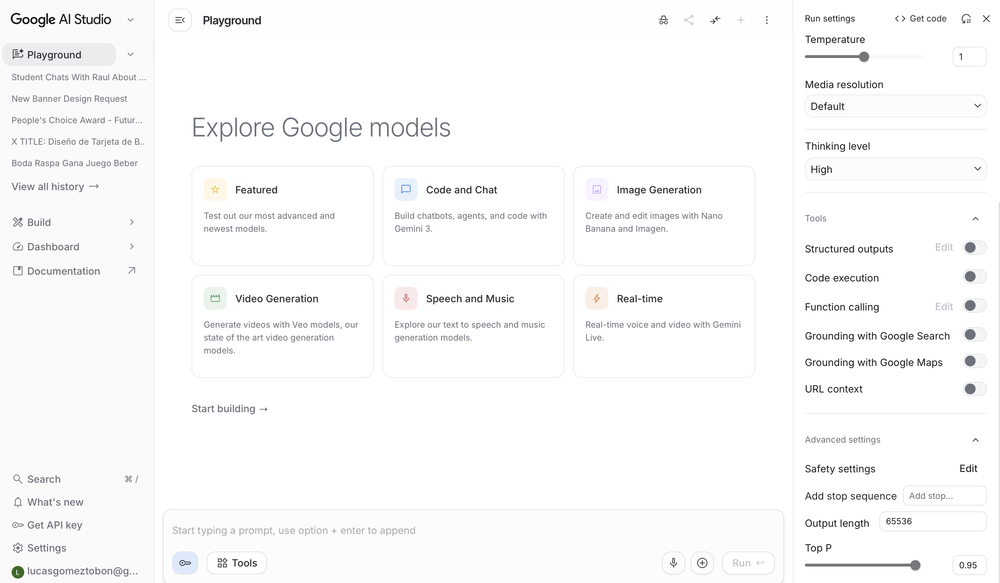 Google AI Studio
Playground
Student Chats With Raul About ...
New Banner Design Request
People's Choice Award - Futur...
X TITLE: Diseño de Tarjeta de B..
Boda Raspa Gana Juego Beber
View all history →
Build
Dashboard
Documentation
Search ⌘ /
What's new
Get API key
Settings
L lucasgomeztobon@g...
Playground
Explore Google models
Featured
Test out our most advanced and
newest models.
Code and Chat
Build chatbots, agents, and code with
Gemini 3.
Image Generation
Create and edit images with Nano
Banana and Imagen.
Video Generation
Generate videos with Veo models, our
state of the art video generation
models.
Speech and Music
Explore our text to speech and music
generation models.
Real-time
Real-time voice and video with Gemini
Live.
Start building →
Start typing a prompt, use option + enter to append
Tools
Run
Run settings
<> Get code
Temperature
1
Media resolution
Default
Thinking level
High
Tools
Structured outputs Edit
Code execution
Function calling Edit
Grounding with Google Search
Grounding with Google Maps
URL context
Advanced settings
Safety settings Edit
Add stop sequence Add stop...
Output length 65536
Top P
0.95